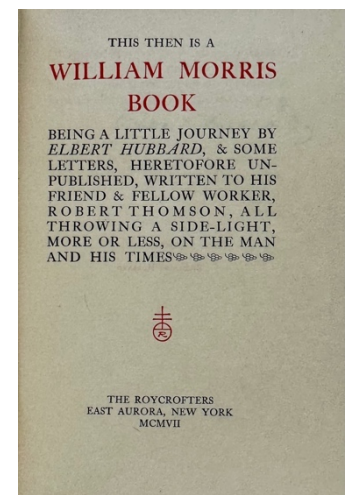 THIS THEN IS A
WILLIAM MORRIS
BOOK
BEING A LITTLE JOURNEY BY
ELBERT HUBBARD, & SOME
LETTERS, HERETOFORE UN-
PUBLISHED, WRITTEN TO HIS
FRIEND & FELLOW WORKER,
ROBERT THOMSON, ALL
THROWING A SIDE-LIGHT,
MORE OR LESS, ON THE MAN
AND HIS TIMES
R
THE ROYCROFTERS
EAST AURORA, NEW YORK
MCMVII